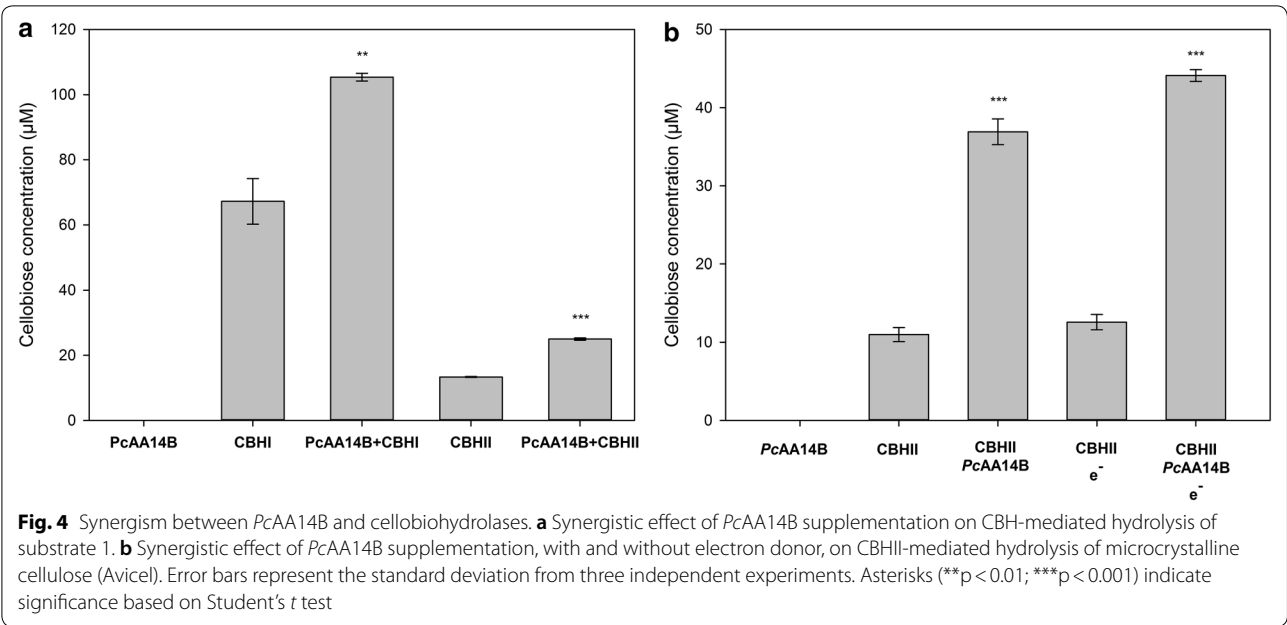 a
120
100
80
60
40
20
0
Cellobiose concentration (µM)
**
***
PcAA14B CBHI PcAA14B+CBHI CBHII PcAA14B+CBHII
b
50
40
30
20
10
0
Cellobiose concentration (µM)
***
***
PcAA14B CBHII CBHII CBHII CBHII
PcAA14B e⁻ PcAA14B
e⁻
Fig. 4 Synergism between PcAA14B and cellobiohydrolases. a Synergistic effect of PcAA14B supplementation on CBH-mediated hydrolysis of
substrate 1. b Synergistic effect of PcAA14B supplementation, with and without electron donor, on CBHII-mediated hydrolysis of microcrystalline
cellulose (Avicel). Error bars represent the standard deviation from three independent experiments. Asterisks (**p < 0.01; ***p < 0.001) indicate
significance based on Student's t test